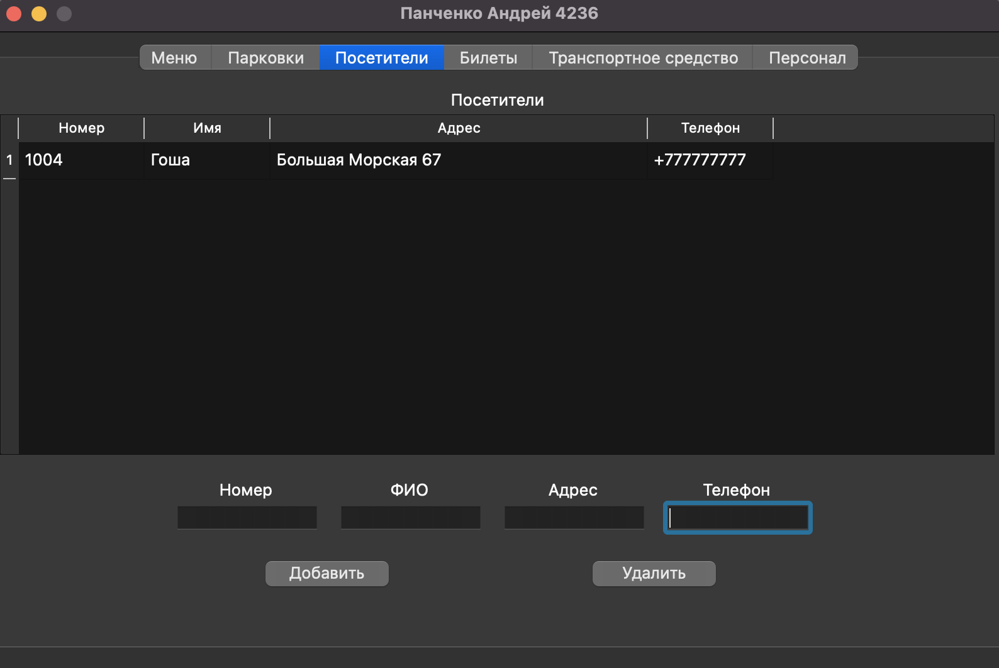 Панченко Андрей 4236
Меню Парковки Посетители Билеты Транспортное средство Персонал
Посетители
Номер Имя Адрес Телефон
1 1004 Гоша Большая Морская 67 +777777777
Номер ФИО Адрес Телефон
Добавить Удалить